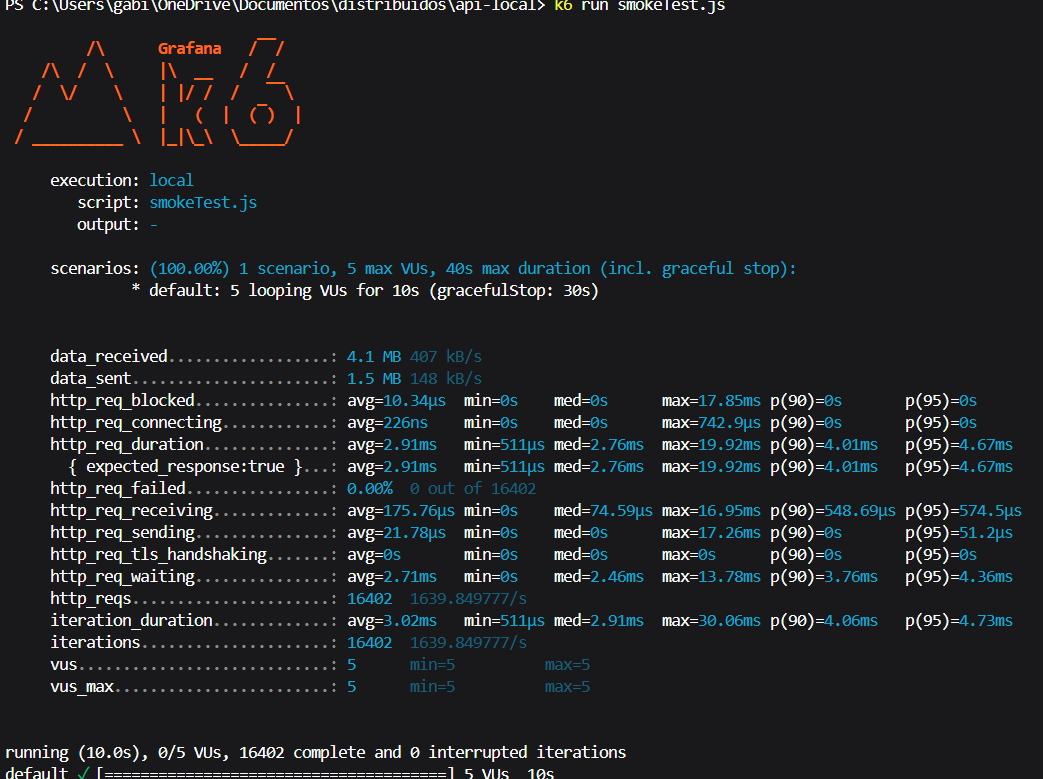 PS C:\Users\gabi\OneDrive\Documentos\distribuidos\api-local> k6 run smokeTest.js
Grafana
execution: local
script: smokeTest.js
output: -
scenarios: (100.00%) 1 scenario, 5 max VUs, 40s max duration (incl. graceful stop):
* default: 5 looping VUs for 10s (gracefulStop: 30s)
data_received..................: 4.1 MB 407 kB/s
data_sent......................: 1.5 MB 148 kB/s
http_req_blocked...............: avg=10.34µs min=0s med=0s max=17.85ms p(90)=0s p(95)=0s
http_req_connecting............: avg=226ns min=0s med=0s max=742.9µs p(90)=0s p(95)=0s
http_req_duration..............: avg=2.91ms min=511µs med=2.76ms max=19.92ms p(90)=4.01ms p(95)=4.67ms
{ expected_response:true }...: avg=2.91ms min=511µs med=2.76ms max=19.92ms p(90)=4.01ms p(95)=4.67ms
http_req_failed................: 0.00% 0 out of 16402
http_req_receiving.............: avg=175.76µs min=0s med=74.59µs max=16.95ms p(90)=548.69µs p(95)=574.5µs
http_req_sending...............: avg=21.78µs min=0s med=0s max=17.26ms p(90)=0s p(95)=51.2µs
http_req_tls_handshaking.......: avg=0s min=0s med=0s max=0s p(90)=0s p(95)=0s
http_req_waiting...............: avg=2.71ms min=0s med=2.46ms max=13.78ms p(90)=3.76ms p(95)=4.36ms
http_reqs......................: 16402 1639.849777/s
iteration_duration.............: avg=3.02ms min=511µs med=2.91ms max=30.06ms p(90)=4.06ms p(95)=4.73ms
iterations.....................: 16402 1639.849777/s
vus............................: 5 min=5 max=5
vus_max........................: 5 min=5 max=5
running (10.0s), 0/5 VUs, 16402 complete and 0 interrupted iterations
default ✓ [======================================] 5 VUs 10s